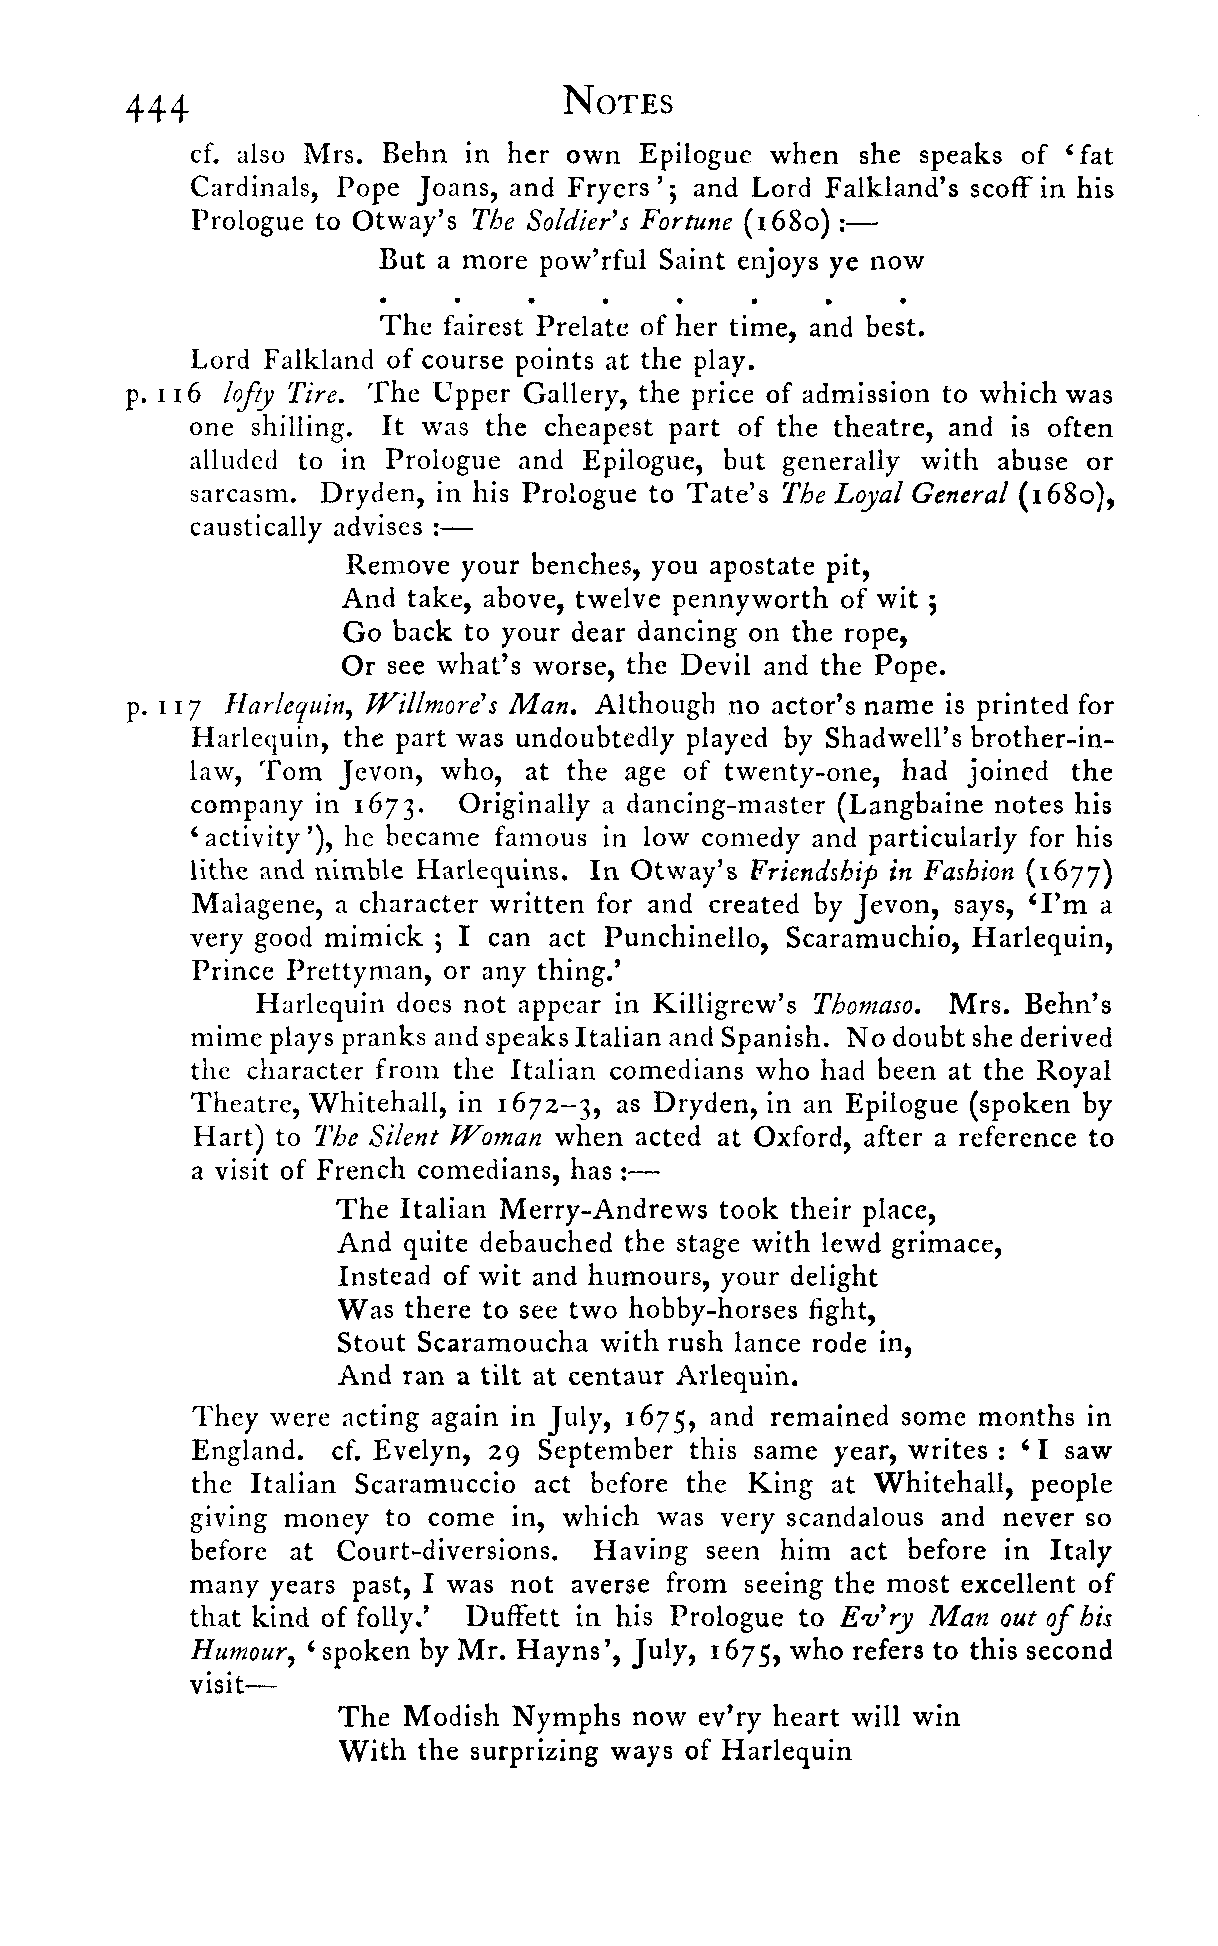 444 NOTES
cf. also Mrs. Behn in her own Epilogue when she speaks of ‘fat
Cardinals, Pope Joans, and Fryers’; and Lord Falkland’s scoff in his
Prologue to Otway’s The Soldier’s Fortune (1680) :—
But a more pow’rful Saint enjoys ye now
. . . . . . . .
The fairest Prelate of her time, and best.
Lord Falkland of course points at the play.
p. 116 lofty Tire. The Upper Gallery, the price of admission to which was
one shilling. It was the cheapest part of the theatre, and is often
alluded to in Prologue and Epilogue, but generally with abuse or
sarcasm. Dryden, in his Prologue to Tate’s The Loyal General (1680),
caustically advises :—
Remove your benches, you apostate pit,
And take, above, twelve pennyworth of wit ;
Go back to your dear dancing on the rope,
Or see what’s worse, the Devil and the Pope.
p. 117 Harlequin, Willmore’s Man. Although no actor’s name is printed for
Harlequin, the part was undoubtedly played by Shadwell’s brother-in-
law, Tom Jevon, who, at the age of twenty-one, had joined the
company in 1673. Originally a dancing-master (Langbaine notes his
‘activity’), he became famous in low comedy and particularly for his
lithe and nimble Harlequins. In Otway’s Friendship in Fashion (1677)
Malagene, a character written for and created by Jevon, says, ‘I’m a
very good mimick ; I can act Punchinello, Scaramuchio, Harlequin,
Prince Prettyman, or any thing.’
Harlequin does not appear in Killigrew’s Thomaso. Mrs. Behn’s
mime plays pranks and speaks Italian and Spanish. No doubt she derived
the character from the Italian comedians who had been at the Royal
Theatre, Whitehall, in 1672–3, as Dryden, in an Epilogue (spoken by
Hart) to The Silent Woman when acted at Oxford, after a reference to
a visit of French comedians, has :—
The Italian Merry-Andrews took their place,
And quite debauched the stage with lewd grimace,
Instead of wit and humours, your delight
Was there to see two hobby-horses fight,
Stout Scaramoucha with rush lance rode in,
And ran a tilt at centaur Arlequin.
They were acting again in July, 1675, and remained some months in
England. cf. Evelyn, 29 September this same year, writes : ‘I saw
the Italian Scaramuccio act before the King at Whitehall, people
giving money to come in, which was very scandalous and never so
before at Court-diversions. Having seen him act before in Italy
many years past, I was not averse from seeing the most excellent of
that kind of folly.’ Duffett in his Prologue to Ev’ry Man out of his
Humour, ‘spoken by Mr. Hayns’, July, 1675, who refers to this second
visit—
The Modish Nymphs now ev’ry heart will win
With the surprizing ways of Harlequin